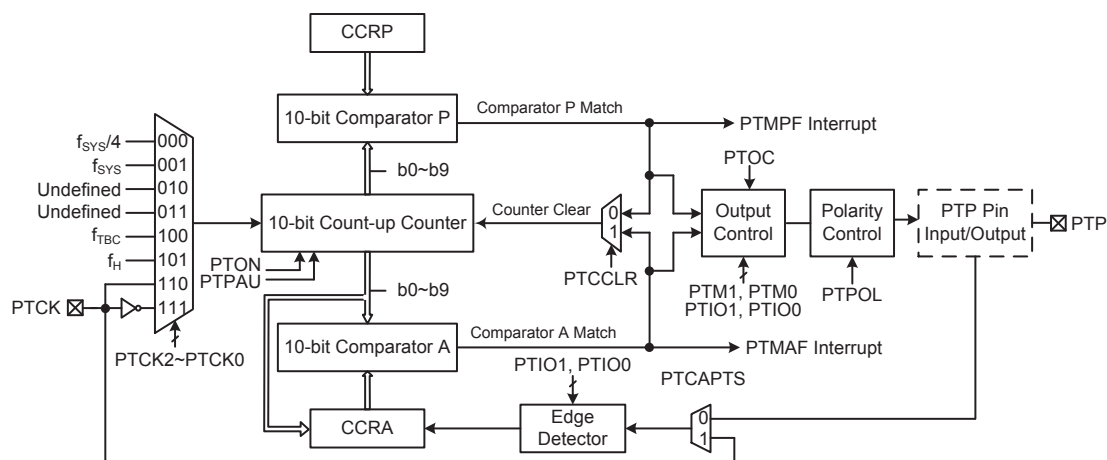 CCRP
10-bit Comparator P
Comparator P Match
PTMPF Interrupt
b0~b9
fSYS/4
000
fSYS
001
Undefined
010
Undefined
011
fTBC
100
fH
101
110
111
PTCK
PTCK2~PTCK0
10-bit Count-up Counter
PTON
PTPAU
Counter Clear
0
1
PTCCLR
PTOC
Output
Control
PTM1, PTM0
PTIO1, PTIO0
Polarity
Control
PTPOL
PTP Pin
Input/Output
PTP
b0~b9
10-bit Comparator A
Comparator A Match
PTMAF Interrupt
PTIO1, PTIO0
PTCAPTS
CCRA
Edge
Detector
0
1